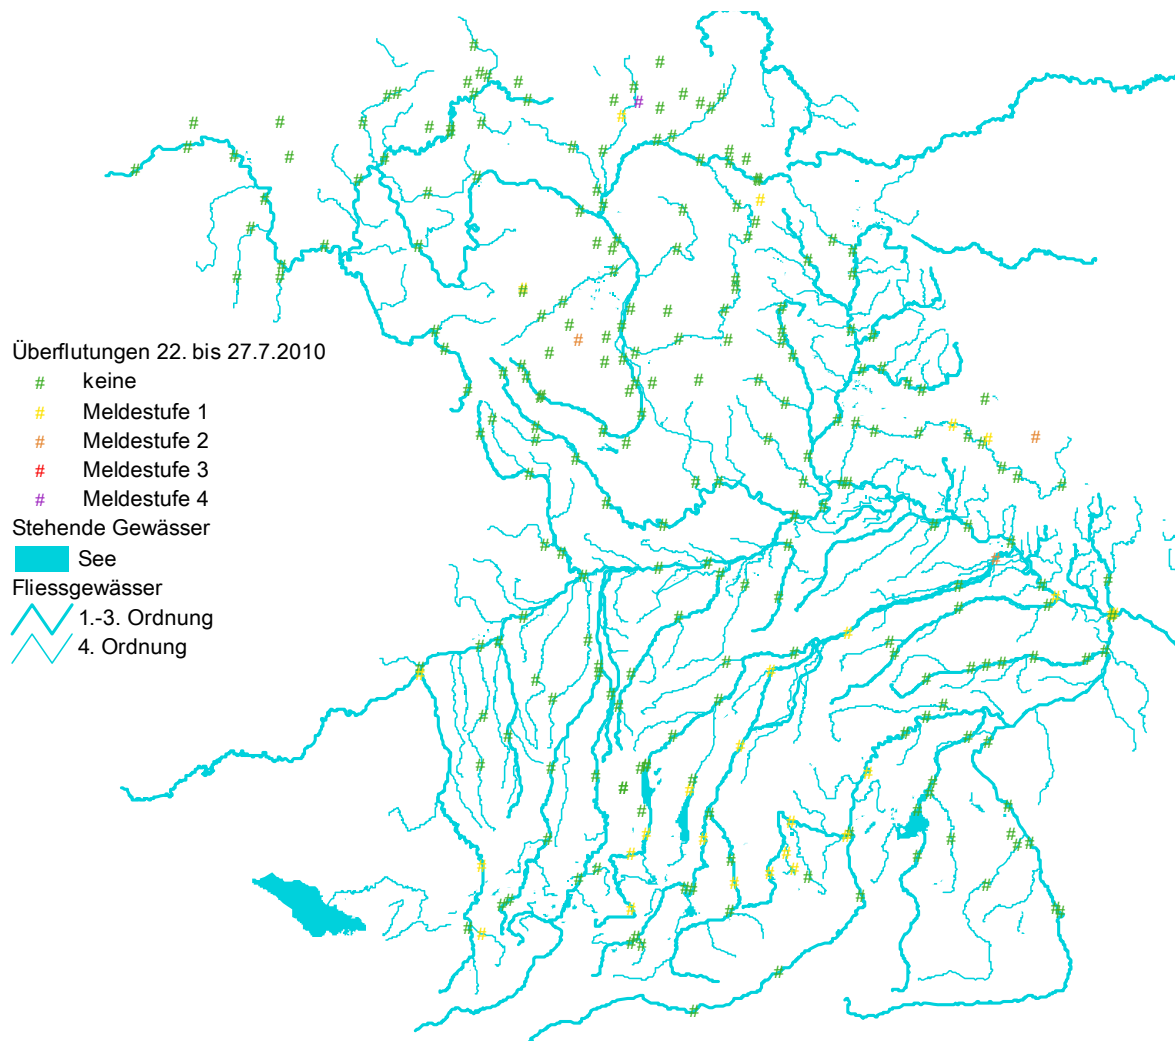 Überflutungen 22. bis 27.7.2010
# keine
# Meldestufe 1
# Meldestufe 2
# Meldestufe 3
# Meldestufe 4
Stehende Gewässer
See
Fliessgewässer
1.-3. Ordnung
4. Ordnung